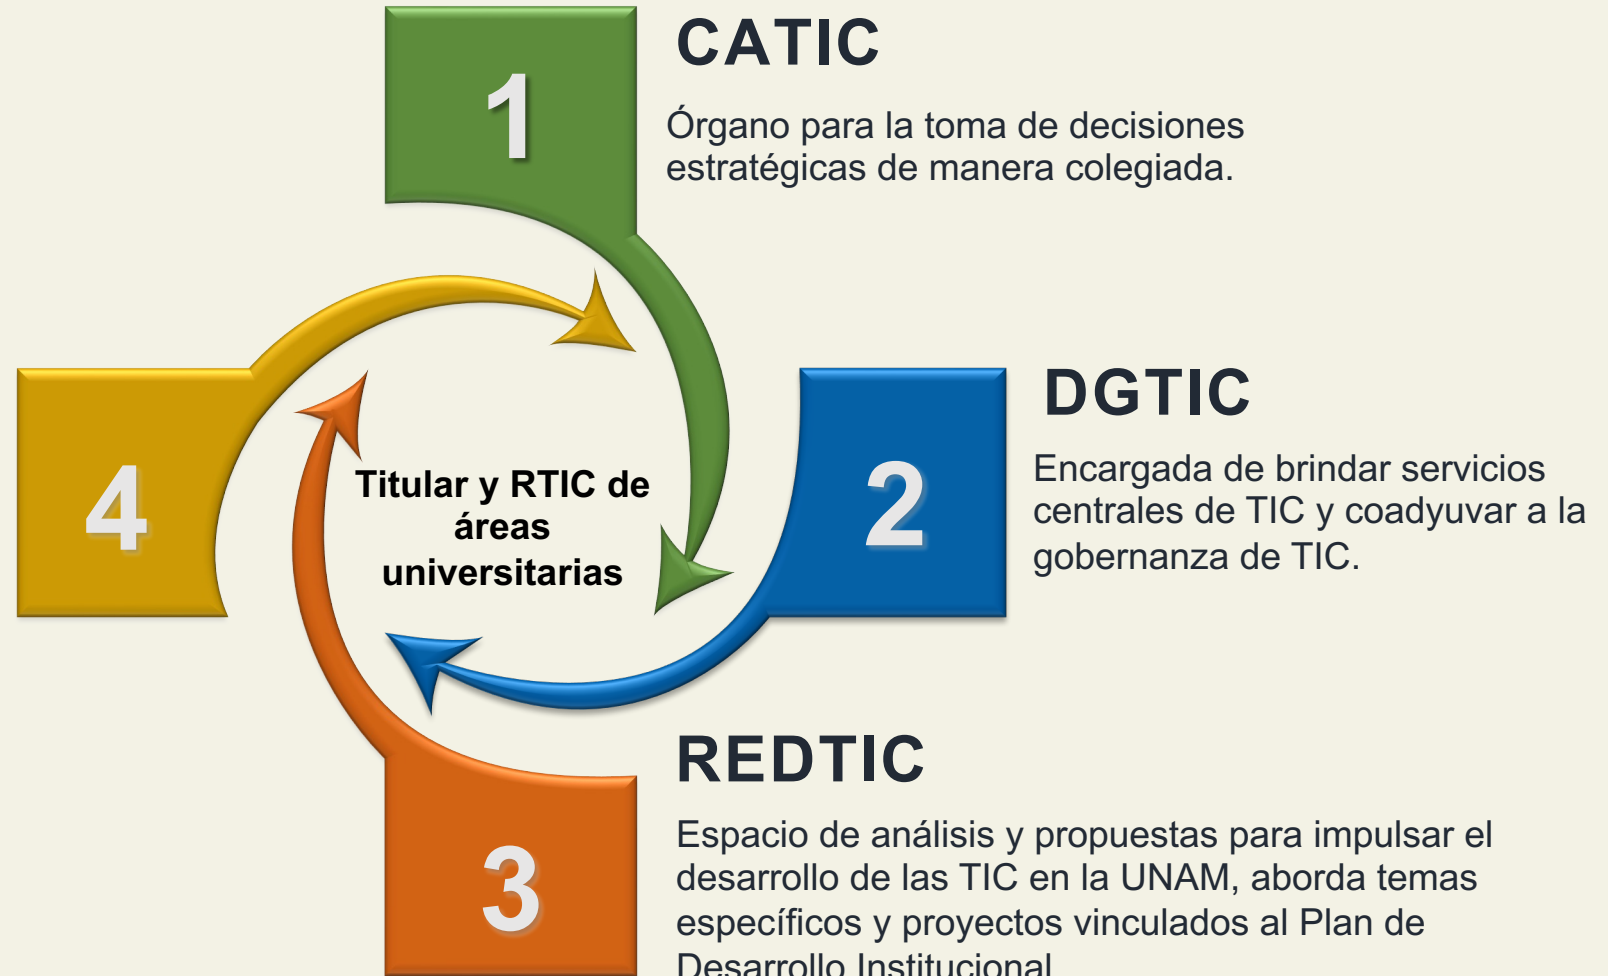 1
CATIC
Órgano para la toma de decisiones
estratégicas de manera colegiada.
2
DGTIC
Encargada de brindar servicios
centrales de TIC y coadyuvar a la
gobernanza de TIC.
4
Titular y RTIC de
áreas
universitarias
3
REDTIC
Espacio de análisis y propuestas para impulsar el
desarrollo de las TIC en la UNAM, aborda temas
específicos y proyectos vinculados al Plan de
Desarrollo Institucional